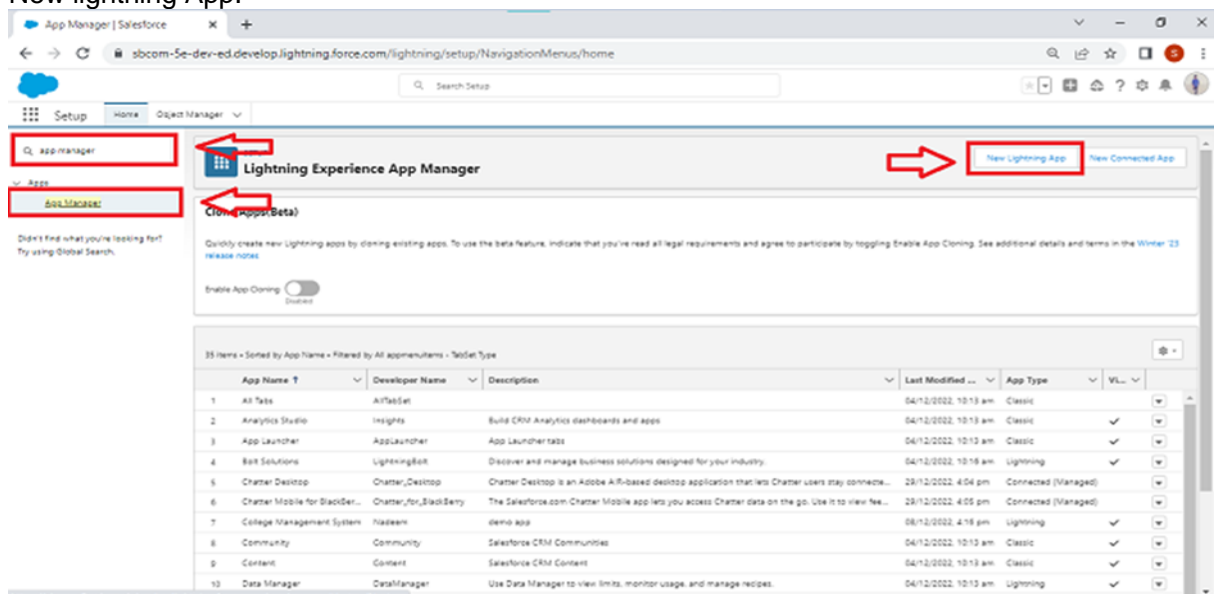 New lightning App.
App Manager | Salesforce
sbcom-5e-dev-ed.develop.lightning.force.com/lightning/setup/NavigationMenus/home
S
Search Setup
Setup Home Object Manager
app manager
Apps
App Manager
Didn't find what you're looking for?
Try using Global Search.
Lightning Experience App Manager
New Lightning App New Connected App
Apps(Beta)
Quickly create new Lightning apps by cloning existing apps. To use the beta feature, indicate that you've read all legal requirements and agree to participate by toggling Enable App Cloning. See additional details and terms in the Winter '23
release notes
Enable App Cloning
Disabled
35 items • Sorted by App Name • Filtered by All appmenuitems - TabSet Type
App Name ↑ Developer Name Description Last Modified ... App Type Vi...
1 All Tabs AllTabSet 04/12/2022, 10:13 am Classic
2 Analytics Studio Insights Build CRM Analytics dashboards and apps 04/12/2022, 10:13 am Classic
3 App Launcher AppLauncher App Launcher tabs 04/12/2022, 10:13 am Classic
4 Bolt Solutions LightningBolt Discover and manage business solutions designed for your industry. 04/12/2022, 10:16 am Lightning
5 Chatter Desktop Chatter_Desktop Chatter Desktop is an Adobe AIR-based desktop application that lets Chatter users stay connecte... 29/12/2022, 4:04 pm Connected (Managed)
6 Chatter Mobile for BlackBer... Chatter_for_BlackBerry The Salesforce.com Chatter Mobile app lets you access Chatter data on the go. Use it to view fee... 29/12/2022, 4:05 pm Connected (Managed)
7 College Management System Nadeem demo app 08/12/2022, 4:16 pm Lightning
8 Community Community Salesforce CRM Communities 04/12/2022, 10:13 am Classic
9 Content Content Salesforce CRM Content 04/12/2022, 10:13 am Classic
10 Data Manager DataManager Use Data Manager to view limits, monitor usage, and manage recipes. 04/12/2022, 10:13 am Lightning